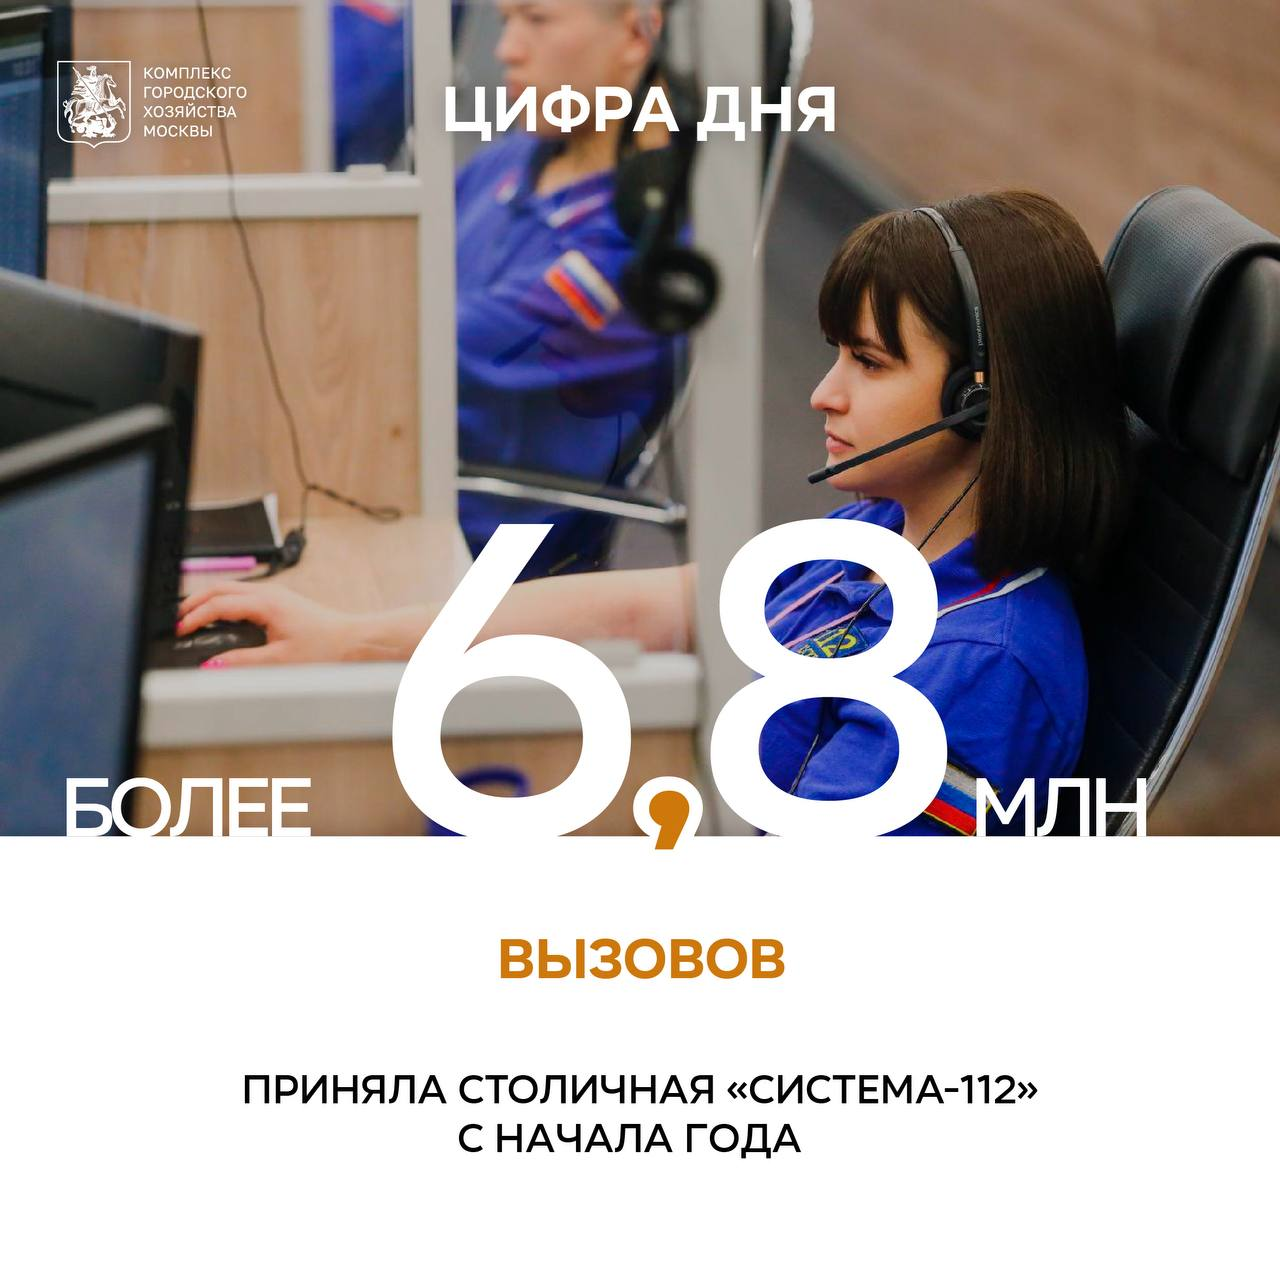 КОМПЛЕКС
ГОРОДСКОГО
ХОЗЯЙСТВА
МОСКВЫ
ЦИФРА ДНЯ
БОЛЕЕ 6,8 МЛН
ВЫЗОВОВ
ПРИНЯЛА СТОЛИЧНАЯ «СИСТЕМА-112»
С НАЧАЛА ГОДА